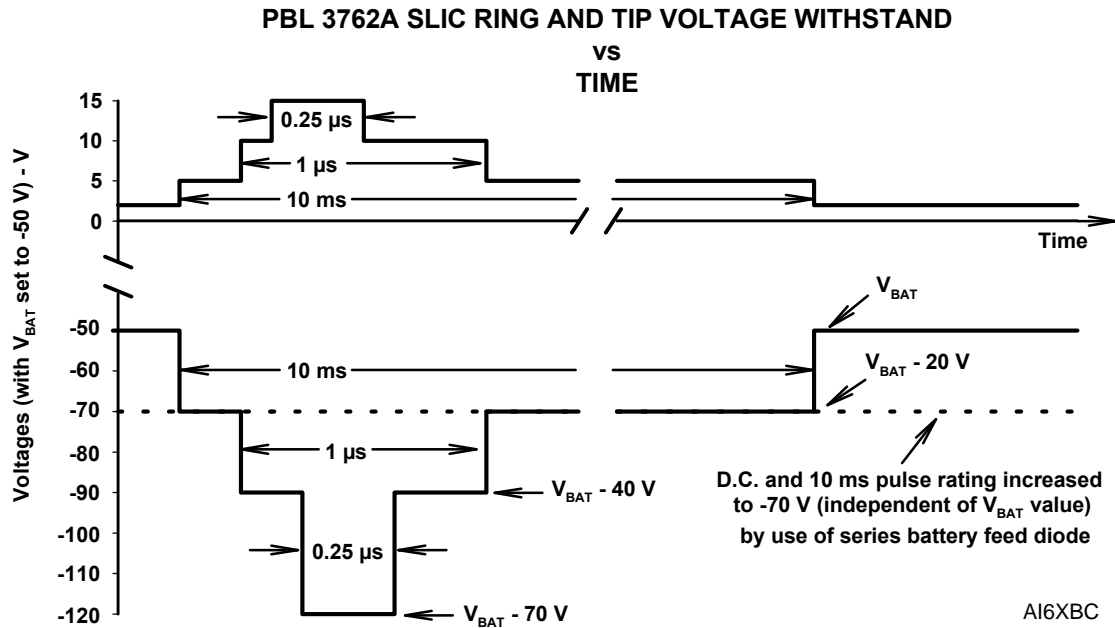 PBL 3762A SLIC RING AND TIP VOLTAGE WITHSTAND
vs
TIME
Voltages (with VBAT set to -50 V) - V
15
10
5
0
0.25 µs
1 µs
10 ms
Time
-50
-60
-70
-80
-90
-100
-110
-120
VBAT
10 ms
VBAT - 20 V
1 µs
VBAT - 40 V
D.C. and 10 ms pulse rating increased
to -70 V (independent of VBAT value)
by use of series battery feed diode
0.25 µs
VBAT - 70 V
AI6XBC